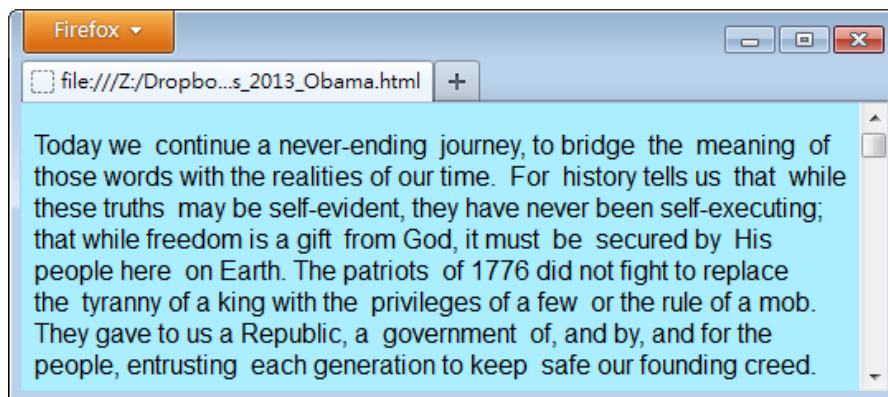 Firefox
file:///Z:/Dropbo...s_2013_Obama.html
Today we  continue a never-ending  journey, to bridge  the  meaning  of
those words with the realities of our time.  For  history tells us  that  while
these truths  may be self-evident, they have never been self-executing;
that while freedom is a gift  from God, it must  be  secured by  His
people here  on Earth. The patriots  of 1776 did not fight to replace
the  tyranny of a king with the  privileges of a few  or the rule of a mob.
They gave to us a Republic, a  government  of, and by, and for the
people, entrusting  each generation to keep  safe our founding creed.